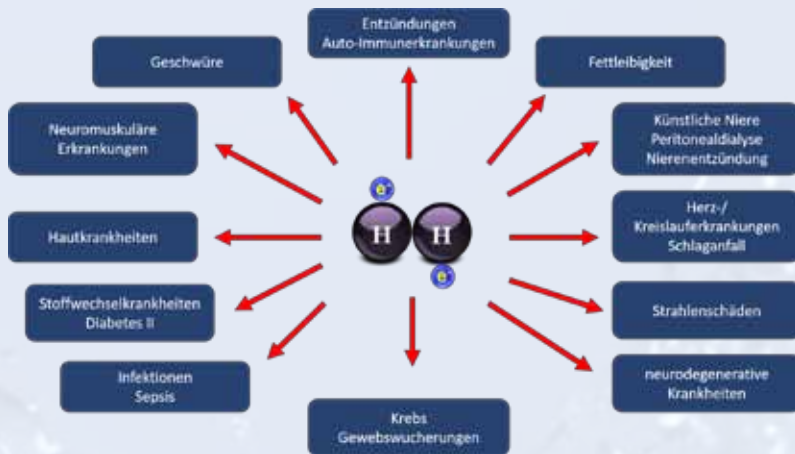 Entzündungen
Auto-Immunerkrankungen
Geschwüre
Fettleibigkeit
Neuromuskuläre
Erkrankungen
Künstliche Niere
Peritonealdialyse
Nierenentzündung
e⁻
H H
e⁻
Hautkrankheiten
Herz-/
Kreislauferkrankungen
Schlaganfall
Stoffwechselkrankheiten
Diabetes II
Strahlenschäden
Infektionen
Sepsis
neurodegenerative
Krankheiten
Krebs
Gewebswucherungen